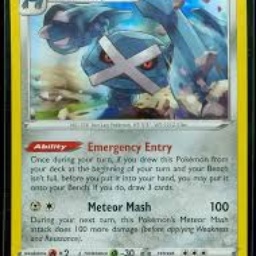 Ability Emergency Entry
Once during your turn, if you drew this Pokémon from
your deck at the beginning of your turn and your Bench
isn't full, before you put it into your hand, you may put it
onto your Bench. If you do, draw 3 cards.
Meteor Mash 100
During your next turn, this Pokémon's Meteor Mash
attack does 100 more damage (before applying Weakness
and Resistance).
×2 -30